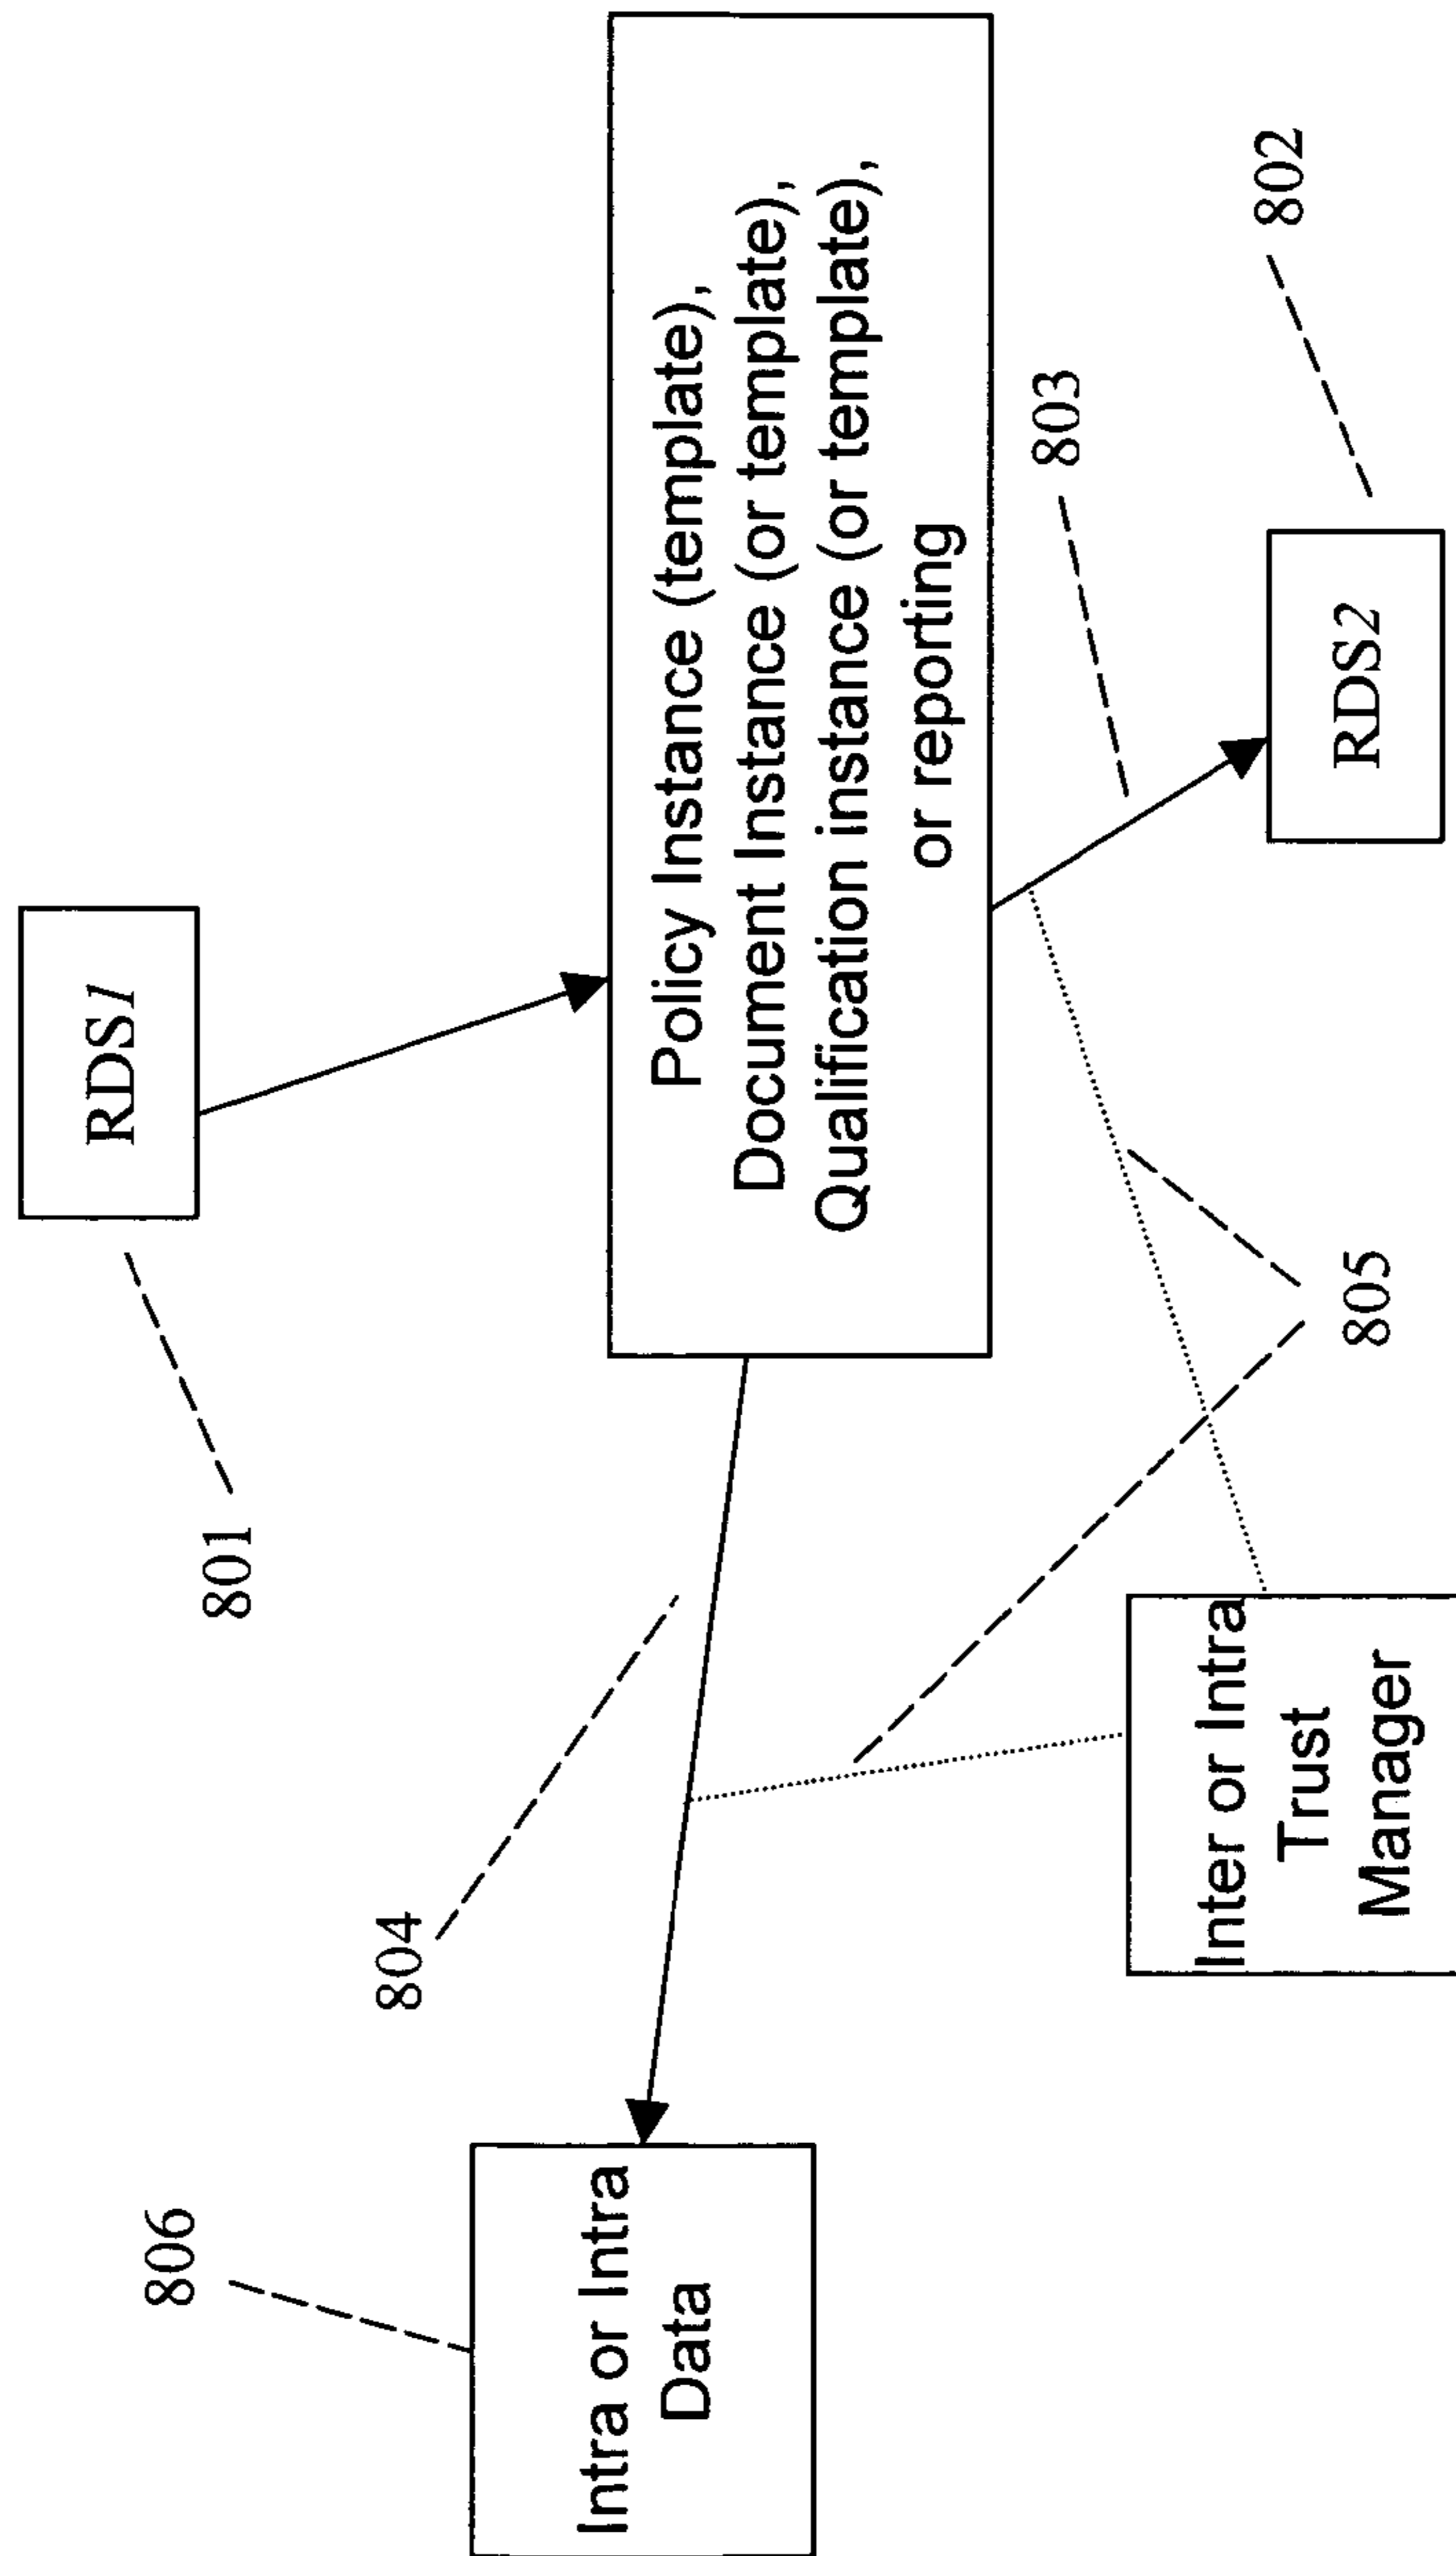 RDS1
801
Policy Instance (template),
Document Instance (or template),
Qualification instance (or template),
or reporting
802
803
RDS2
804
805
806
Intra or Intra
Data
Inter or Intra
Trust
Manager